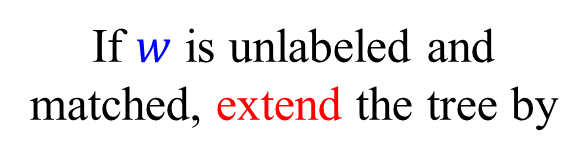 If w is unlabeled and
matched, extend the tree by